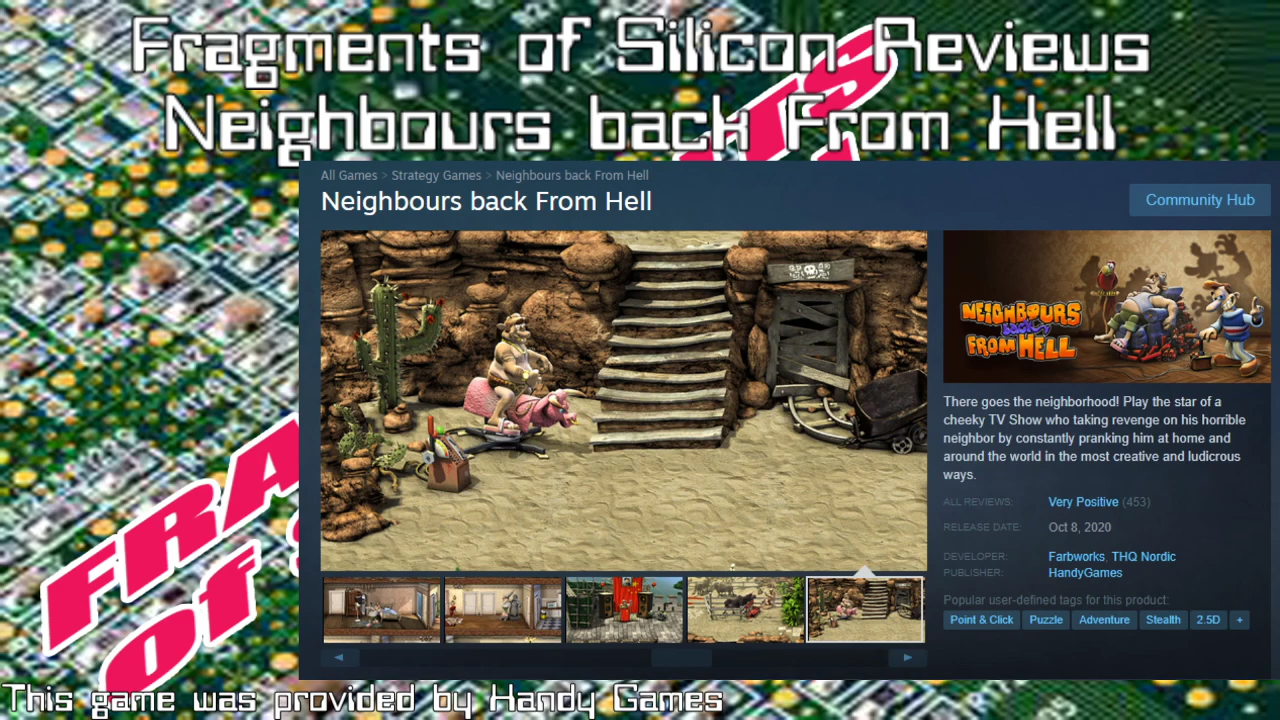 Fragments of Silicon Reviews
Neighbours back From Hell
All Games > Strategy Games > Neighbours back From Hell
Neighbours back From Hell
Community Hub
NEIGHBOURS
back
FROM HELL
There goes the neighborhood! Play the star of a
cheeky TV Show who taking revenge on his horrible
neighbor by constantly pranking him at home and
around the world in the most creative and ludicrous
ways.
ALL REVIEWS: Very Positive (453)
RELEASE DATE: Oct 8, 2020
DEVELOPER: Farbworks, THQ Nordic
PUBLISHER: HandyGames
Popular user-defined tags for this product:
Point & Click Puzzle Adventure Stealth 2.5D +
FRA
Of
This game was provided by Handy Games